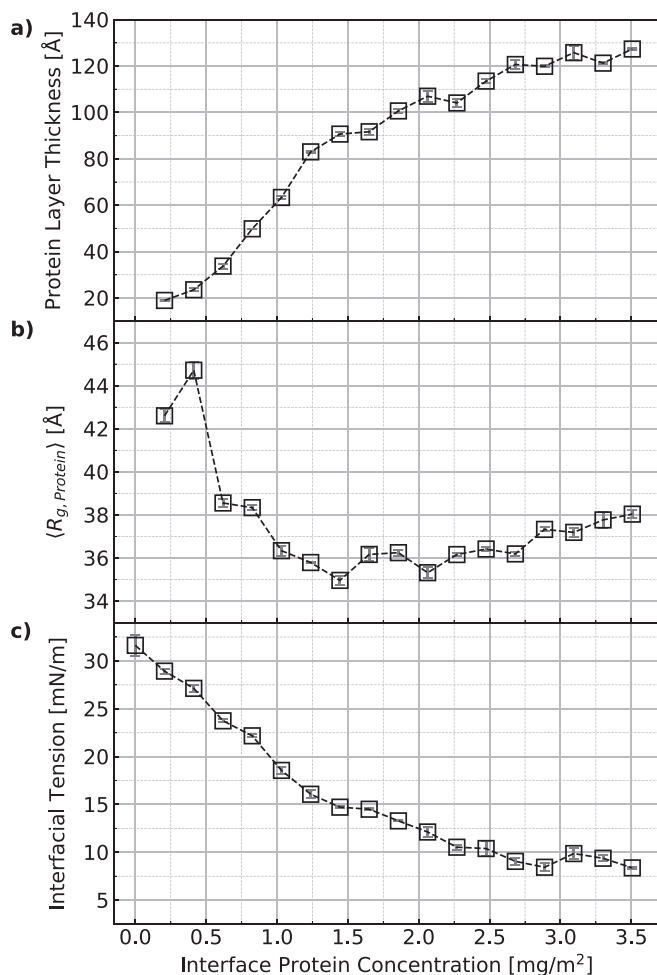 a)
Protein Layer Thickness [Å]
140
120
100
80
60
40
20
b)
⟨R_{g,Protein}⟩ [Å]
46
44
42
40
38
36
34
c)
Interfacial Tension [mN/m]
30
25
20
15
10
5
0.0 0.5 1.0 1.5 2.0 2.5 3.0 3.5
Interface Protein Concentration [mg/m²]